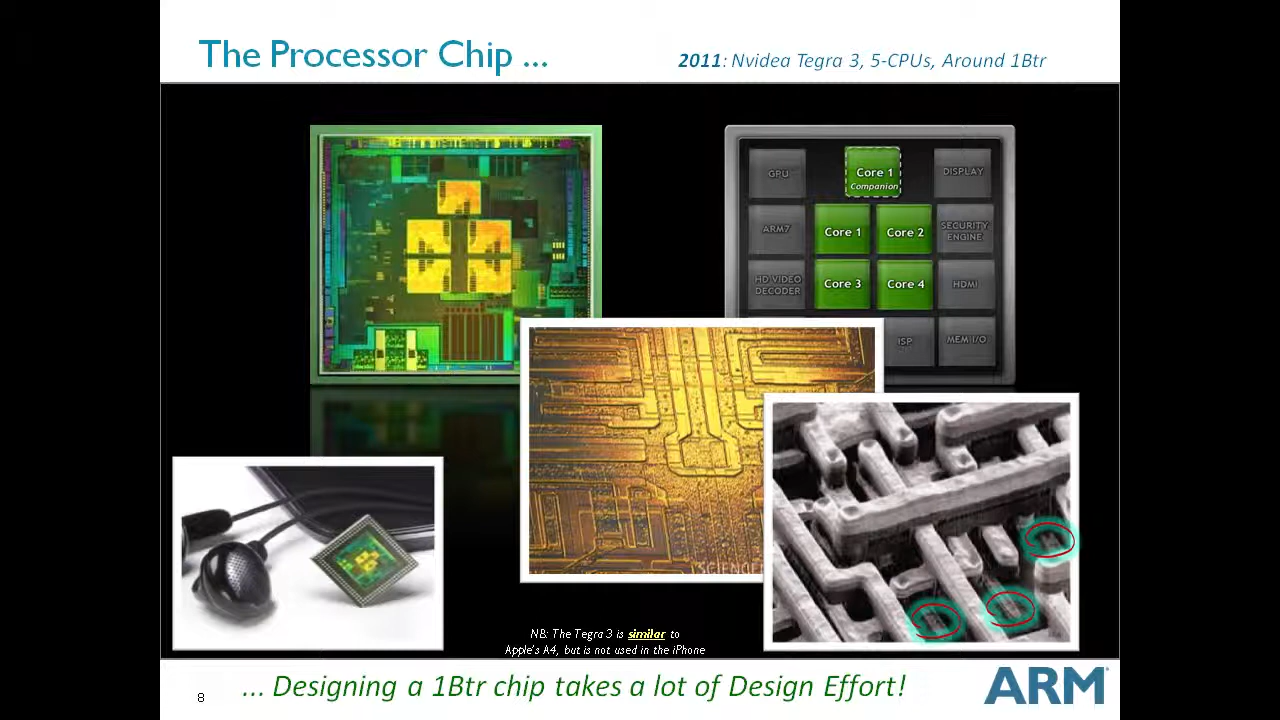 The Processor Chip ...
2011: Nvidea Tegra 3, 5-CPUs, Around 1Btr
GPU
Core 1
Companion
DISPLAY
ARM7
Core 1
Core 2
SECURITY
ENGINE
HD VIDEO
DECODER
Core 3
Core 4
HDMI
ISP
MEM I/O
SCIENCE
NB: The Tegra 3 is similar to
Apple's A4, but is not used in the iPhone
... Designing a 1Btr chip takes a lot of Design Effort!
8
ARM